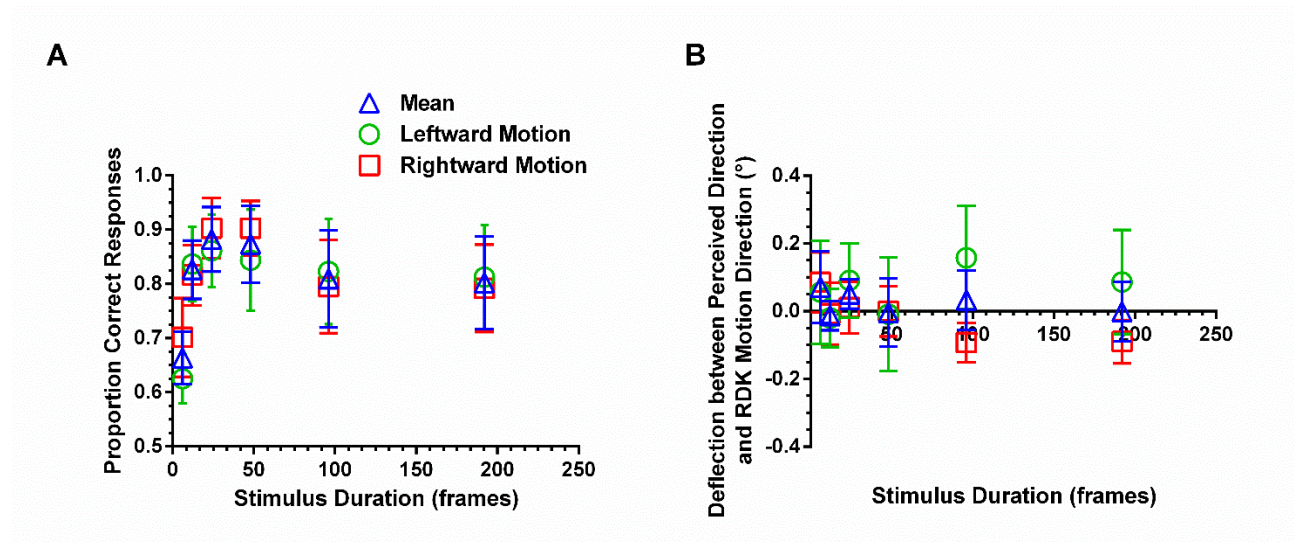 A
B
Mean
Leftward Motion
Rightward Motion
Proportion Correct Responses
1.0
0.9
0.8
0.7
0.6
0.5
0
50
100
150
200
250
Stimulus Duration (frames)
Deflection between Perceived Direction
and RDK Motion Direction (°)
0.4
0.2
0.0
-0.2
-0.4
50
100
150
200
250
Stimulus Duration (frames)